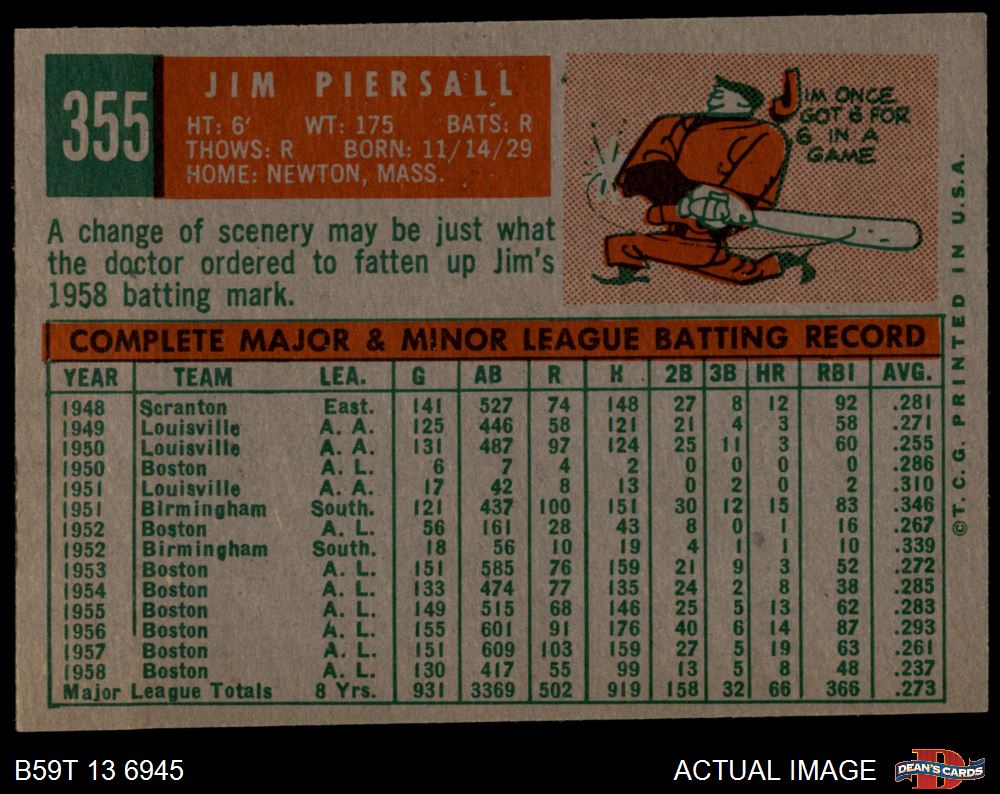 355
JIM PIERSALL
HT: 6' WT: 175 BATS: R
THOWS: R BORN: 11/14/29
HOME: NEWTON, MASS.
JIM ONCE
GOT 6 FOR
6 IN A
GAME
A change of scenery may be just what
the doctor ordered to fatten up Jim's
1958 batting mark.
COMPLETE MAJOR & MINOR LEAGUE BATTING RECORD
YEAR TEAM LEA. G AB R H 2B 3B HR RBI AVG.
1948 Scranton East. 141 527 74 148 27 8 12 92 .281
1949 Louisville A. A. 125 446 58 121 21 4 3 58 .271
1950 Louisville A. A. 131 487 97 124 25 11 3 60 .255
1950 Boston A. L. 6 7 4 2 0 0 0 0 .286
1951 Louisville A. A. 17 42 8 13 0 2 0 2 .310
1951 Birmingham South. 121 437 100 151 30 12 15 83 .346
1952 Boston A. L. 56 161 28 43 8 0 1 16 .267
1952 Birmingham South. 18 56 10 19 4 1 1 10 .339
1953 Boston A. L. 151 585 76 159 21 9 3 52 .272
1954 Boston A. L. 133 474 77 135 24 2 8 38 .285
1955 Boston A. L. 149 515 68 146 25 5 13 62 .283
1956 Boston A. L. 155 601 91 176 40 6 14 87 .293
1957 Boston A. L. 151 609 103 159 27 5 19 63 .261
1958 Boston A. L. 130 417 55 99 13 5 8 48 .237
Major League Totals 8 Yrs. 931 3369 502 919 158 32 66 366 .273
©T.C.G. PRINTED IN U.S.A.
B59T 13 6945
ACTUAL IMAGE
DEAN'S CARDS